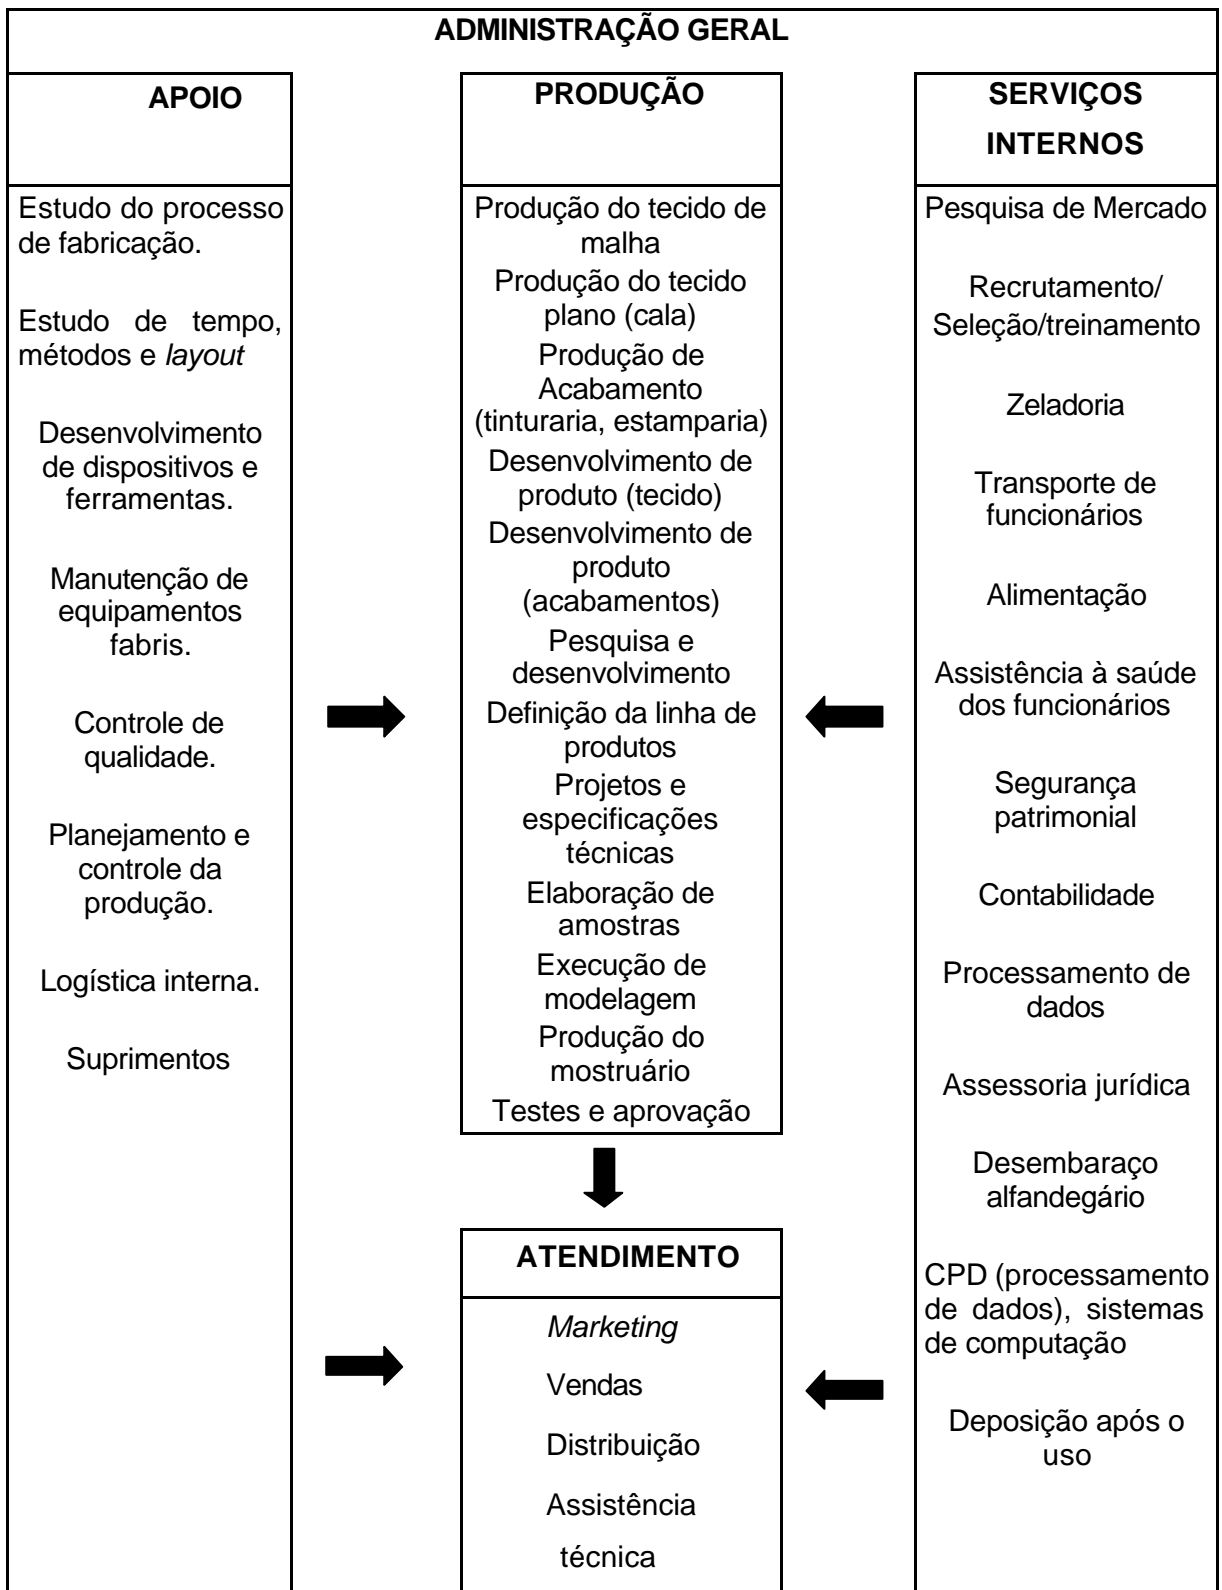 ADMINISTRAÇÃO GERAL
APOIO
Estudo do processo
de fabricação.
Estudo de tempo,
métodos e layout
Desenvolvimento
de dispositivos e
ferramentas.
Manutenção de
equipamentos
fabris.
Controle de
qualidade.
Planejamento e
controle da
produção.
Logística interna.
Suprimentos
PRODUÇÃO
Produção do tecido de
malha
Produção do tecido
plano (cala)
Produção de
Acabamento
(tinturaria, estamparia)
Desenvolvimento de
produto (tecido)
Desenvolvimento de
produto
(acabamentos)
Pesquisa e
desenvolvimento
Definição da linha de
produtos
Projetos e
especificações
técnicas
Elaboração de
amostras
Execução de
modelagem
Produção do
mostruário
Testes e aprovação
ATENDIMENTO
Marketing
Vendas
Distribuição
Assistência
técnica
SERVIÇOS
INTERNOS
Pesquisa de Mercado
Recrutamento/
Seleção/treinamento
Zeladoria
Transporte de
funcionários
Alimentação
Assistência à saúde
dos funcionários
Segurança
patrimonial
Contabilidade
Processamento de
dados
Assessoria jurídica
Desembaraço
alfandegário
CPD (processamento
de dados), sistemas
de computação
Deposição após o
uso